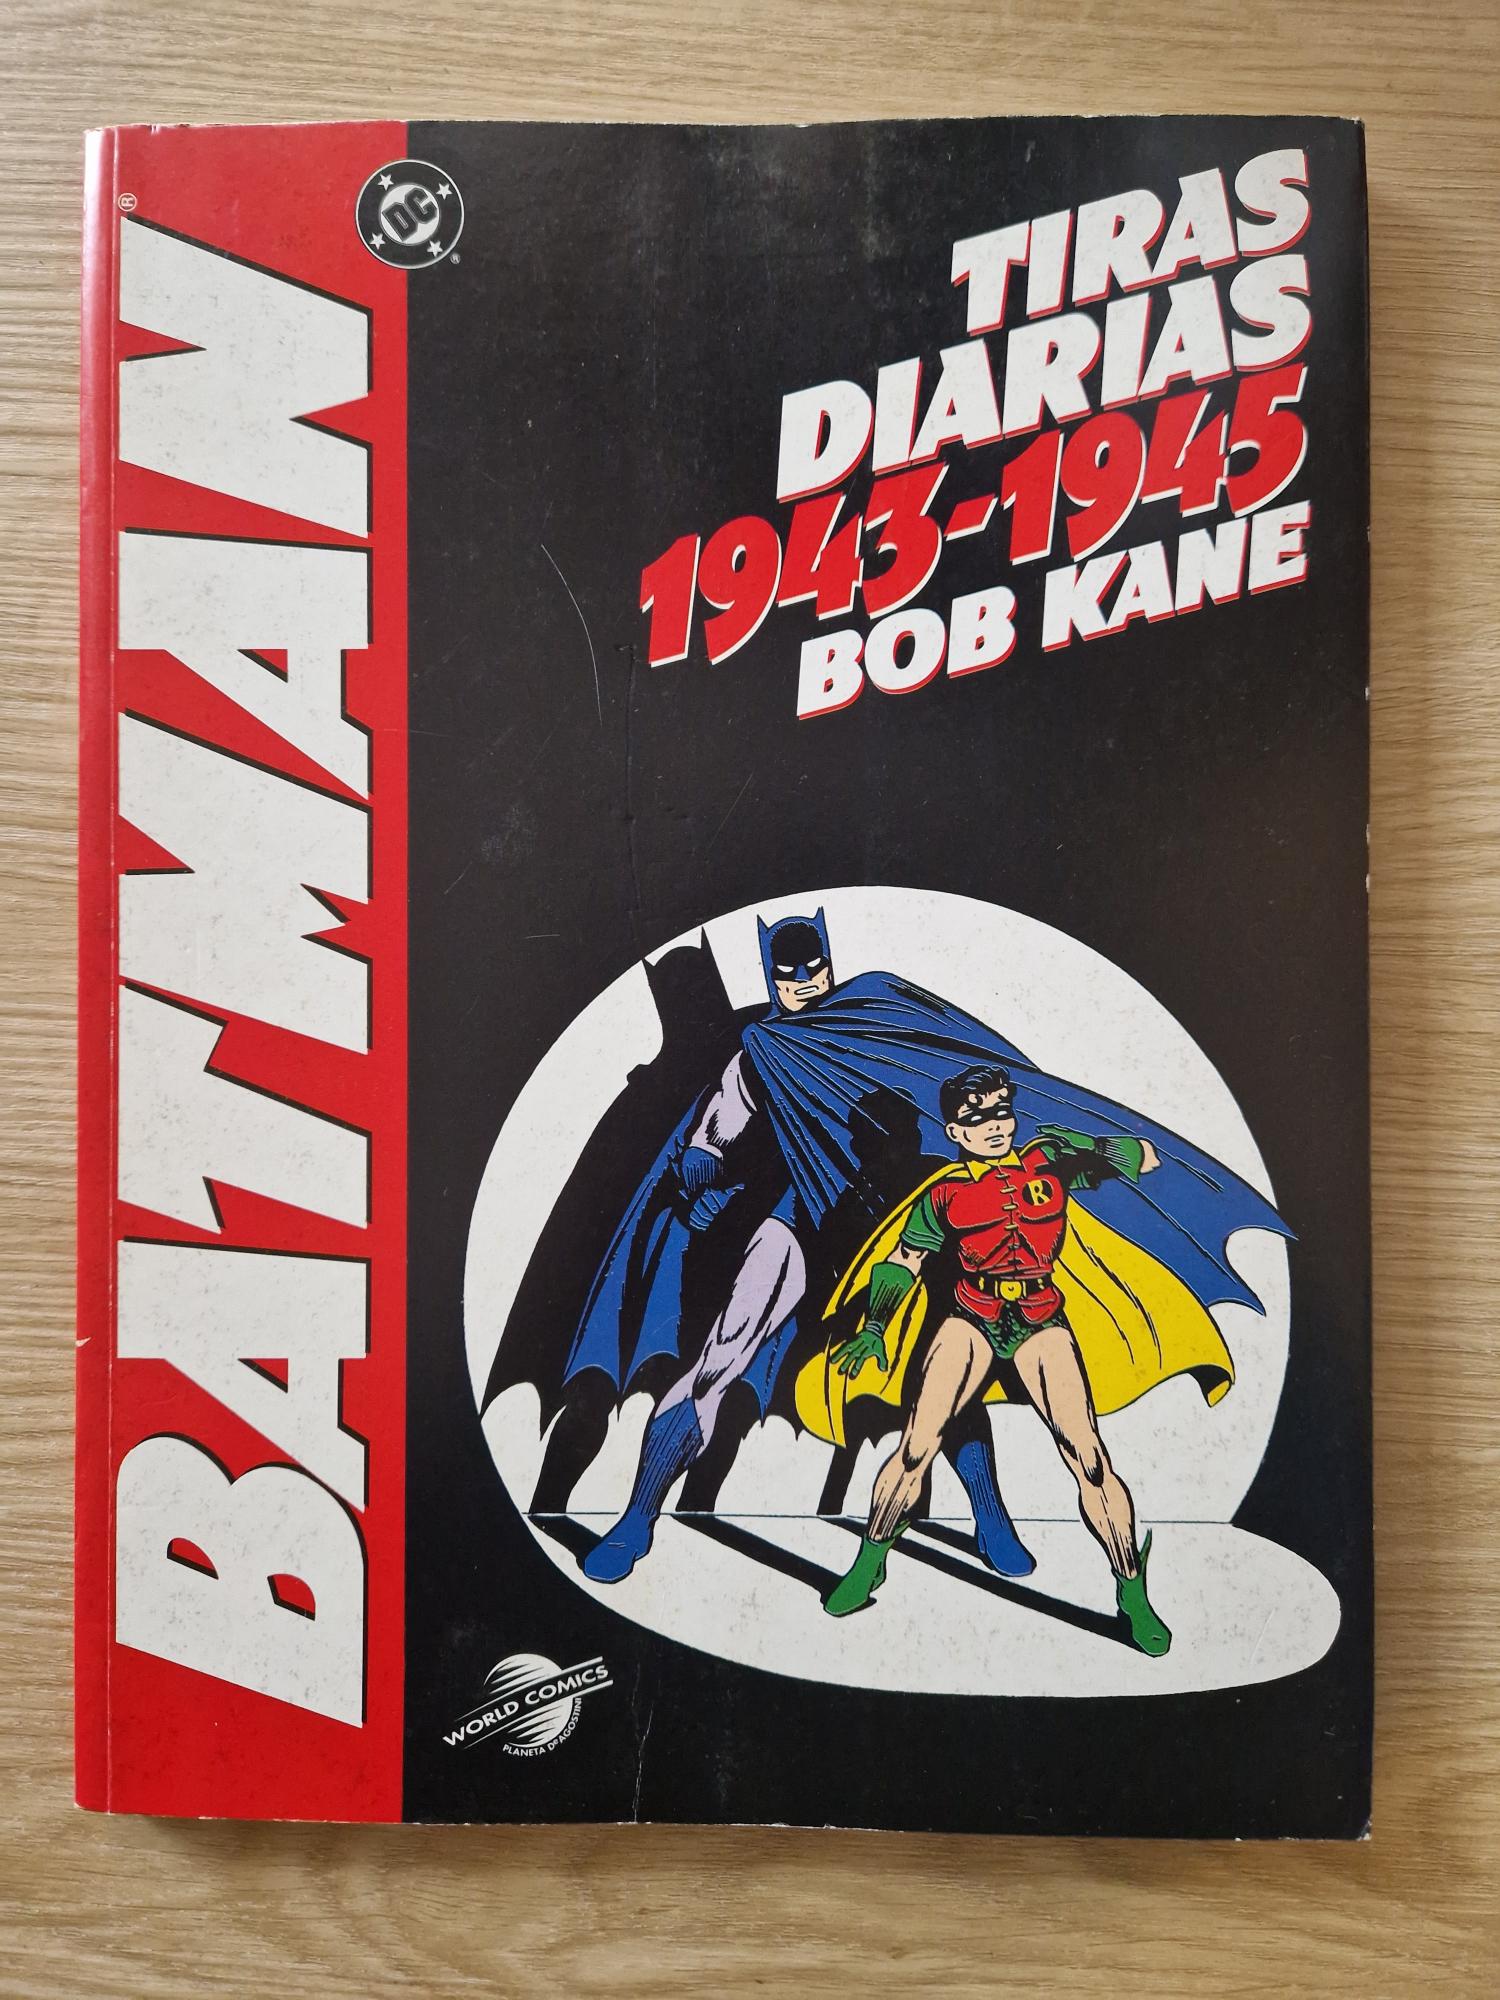 BATMAN®
DC
®
TIRAS
DIARIAS
1943-1945
BOB KANE
R
WORLD COMICS
PLANETA DeAGOSTINI